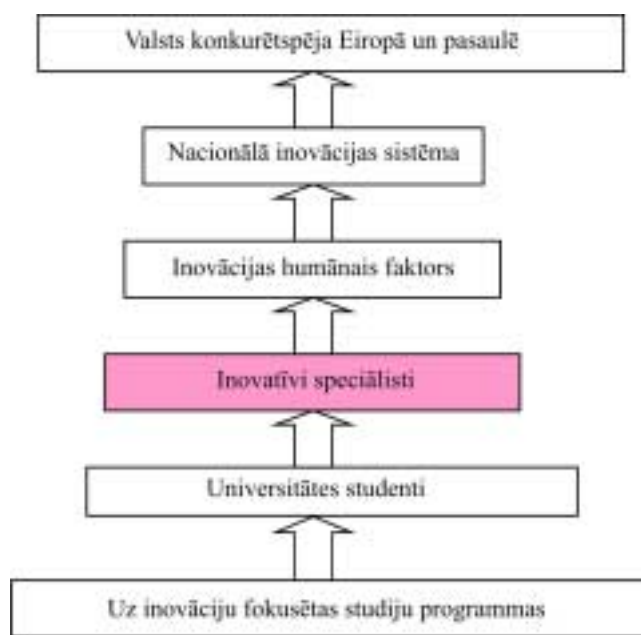 Valsts konkurētspēja Eiropā un pasaulē
Nacionālā inovācijas sistēma
Inovācijas humānais faktors
Inovatīvi speciālisti
Universitātes studenti
Uz inovāciju fokusētas studiju programmas